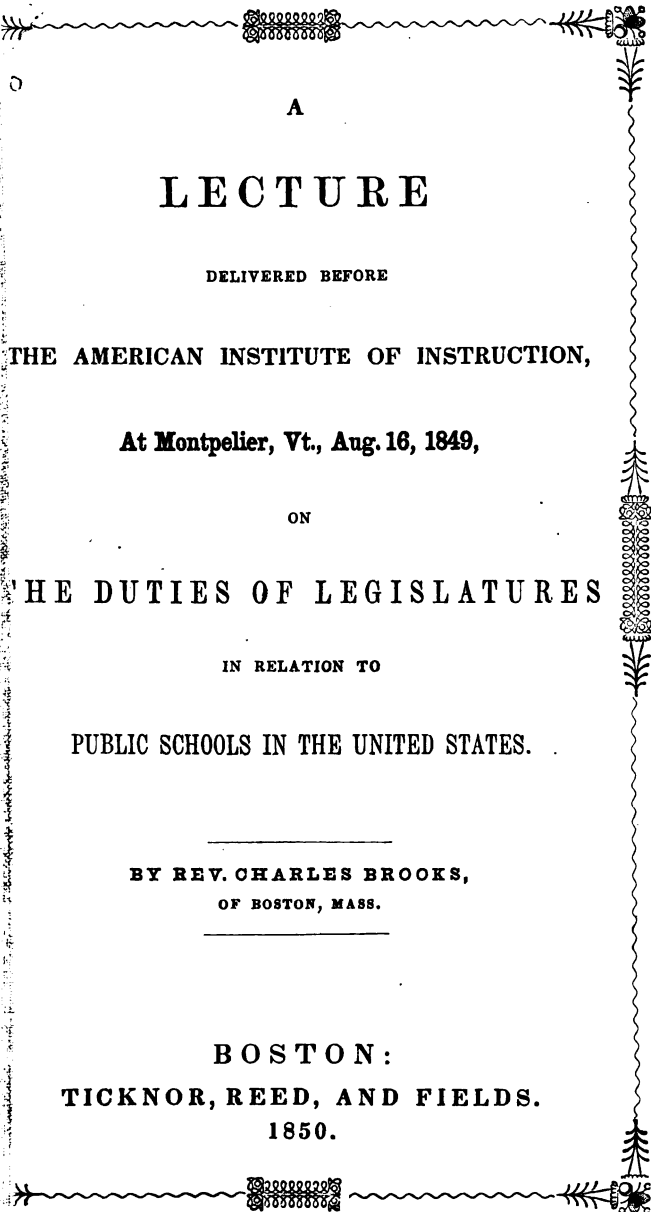 A
LECTURE
DELIVERED BEFORE
THE AMERICAN INSTITUTE OF INSTRUCTION,
At Montpelier, Vt., Aug. 16, 1849,
ON
THE DUTIES OF LEGISLATURES
IN RELATION TO
PUBLIC SCHOOLS IN THE UNITED STATES.
BY REV. CHARLES BROOKS,
OF BOSTON, MASS.
BOSTON:
TICKNOR, REED, AND FIELDS.
1850.